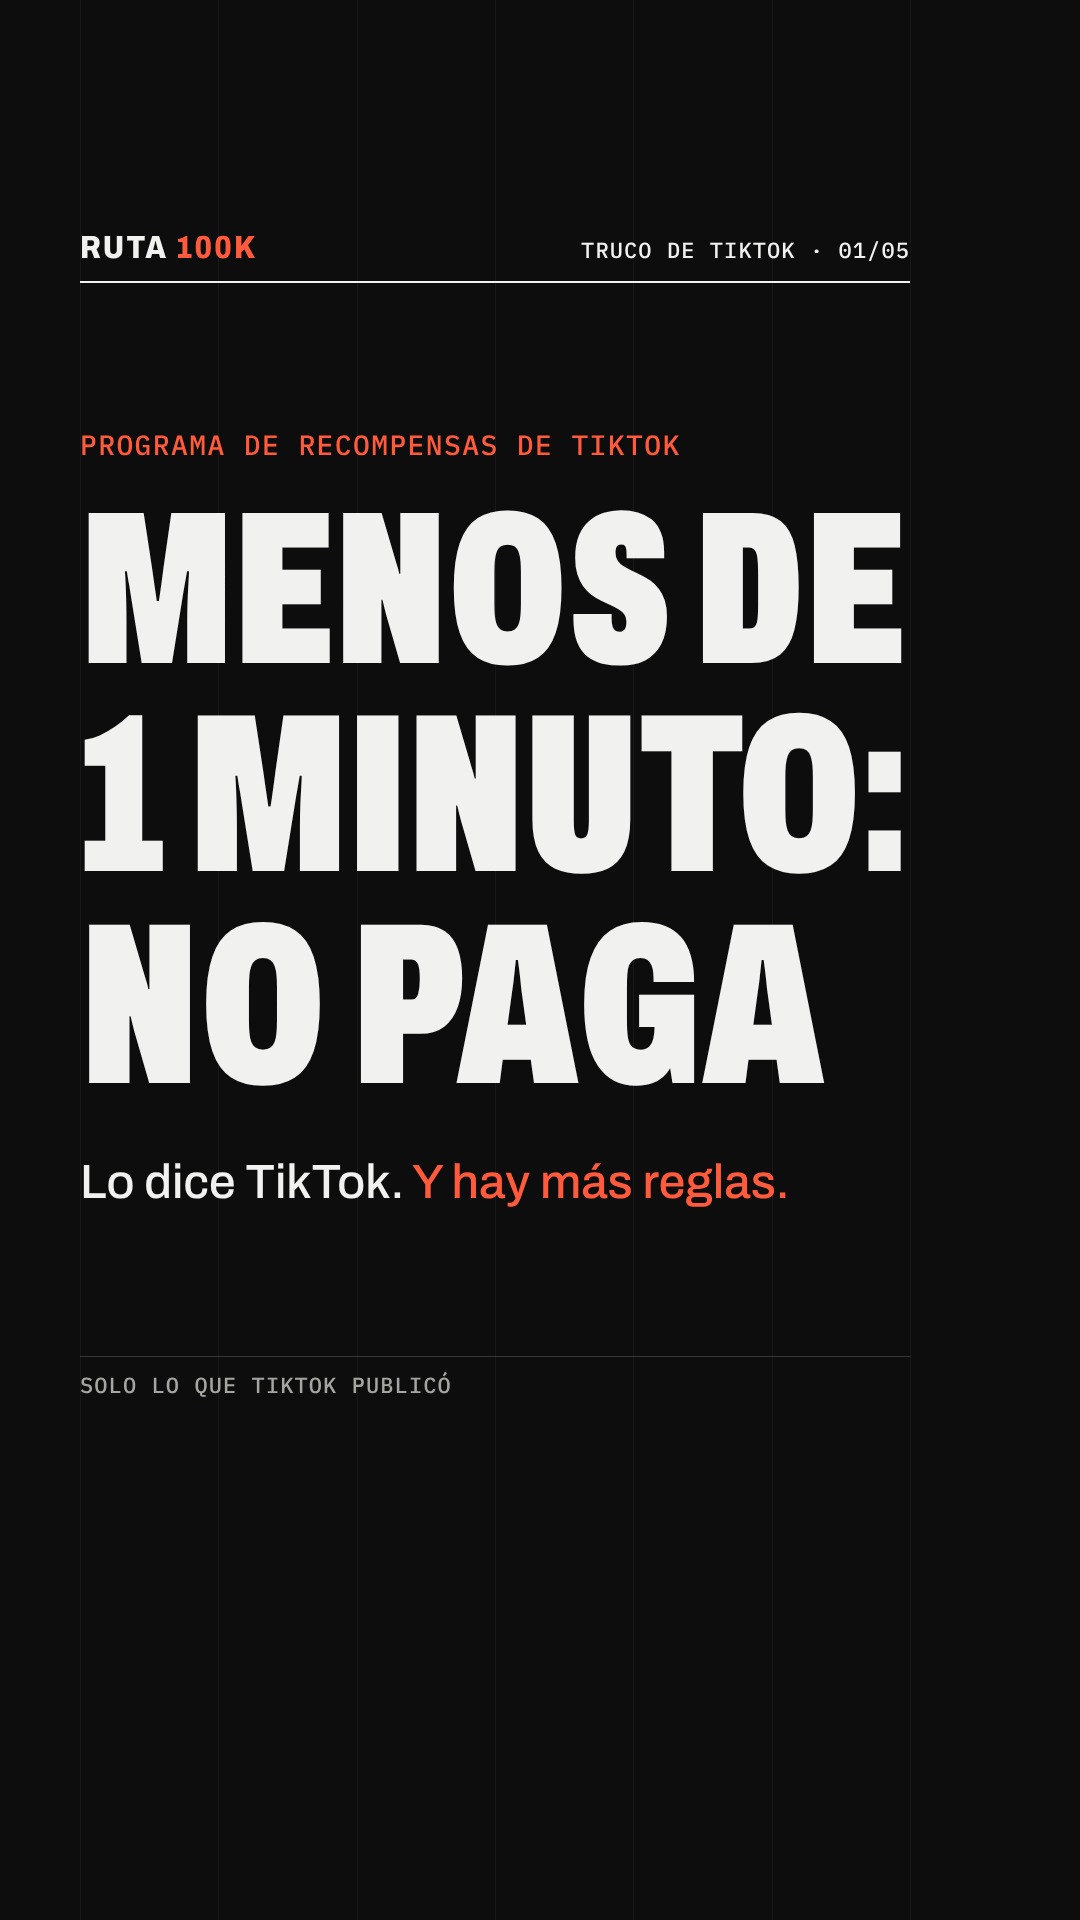 RUTA 100K
TRUCO DE TIKTOK · 01/05
PROGRAMA DE RECOMPENSAS DE TIKTOK
MENOS DE
1 MINUTO:
NO PAGA
Lo dice TikTok. Y hay más reglas.
SOLO LO QUE TIKTOK PUBLICÓ